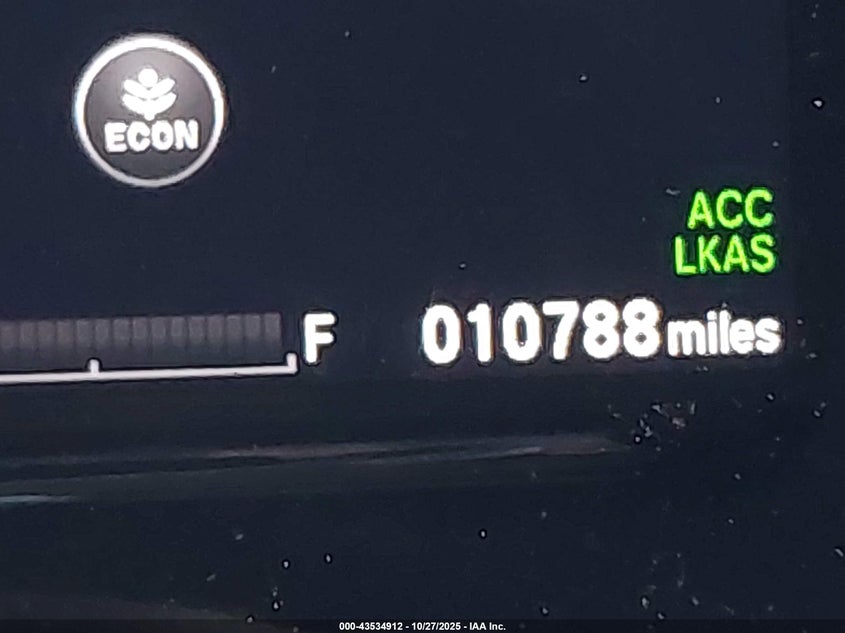 ECON
ACC
LKAS
F 010788 miles
000-43534912 - 10/27/2025 - IAA Inc.